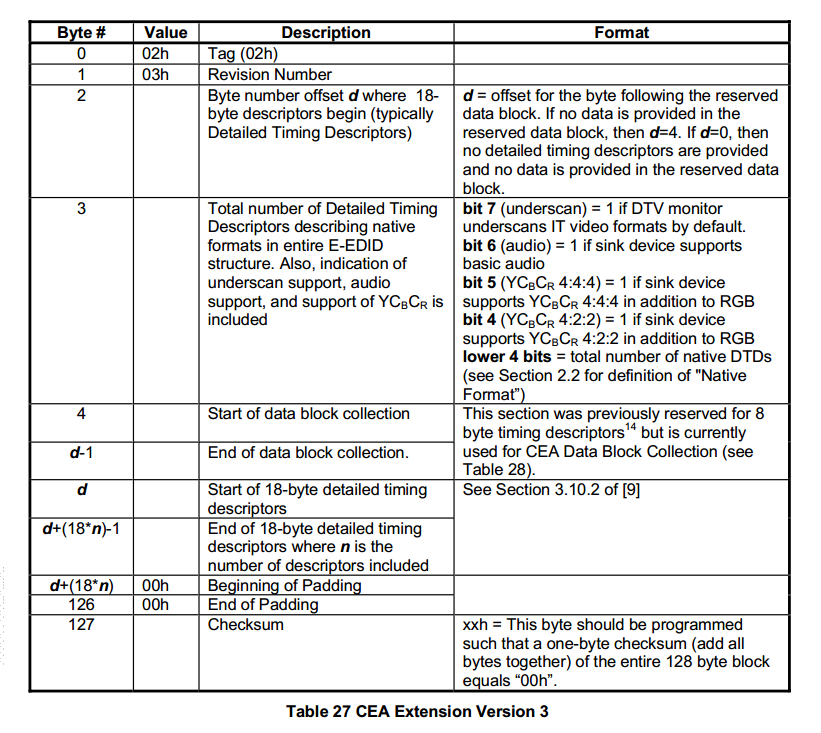 Byte # Value Description Format
0 02h Tag (02h)
1 03h Revision Number
2 Byte number offset d where 18-
byte descriptors begin (typically
Detailed Timing Descriptors)
d = offset for the byte following the reserved
data block. If no data is provided in the
reserved data block, then d=4. If d=0, then
no detailed timing descriptors are provided
and no data is provided in the reserved data
block.
3 Total number of Detailed Timing
Descriptors describing native
formats in entire E-EDID
structure. Also, indication of
underscan support, audio
support, and support of YCBCR is
included
bit 7 (underscan) = 1 if DTV monitor
underscans IT video formats by default.
bit 6 (audio) = 1 if sink device supports
basic audio
bit 5 (YCBCR 4:4:4) = 1 if sink device
supports YCBCR 4:4:4 in addition to RGB
bit 4 (YCBCR 4:2:2) = 1 if sink device
supports YCBCR 4:2:2 in addition to RGB
lower 4 bits = total number of native DTDs
(see Section 2.2 for definition of "Native
Format”)
4 Start of data block collection
This section was previously reserved for 8
byte timing descriptors14 but is currently
used for CEA Data Block Collection (see
Table 28).
d-1 End of data block collection.
d Start of 18-byte detailed timing
descriptors
See Section 3.10.2 of [9]
d+(18*n)-1 End of 18-byte detailed timing
descriptors where n is the
number of descriptors included
d+(18*n) 00h Beginning of Padding
126 00h End of Padding
127 Checksum
xxh = This byte should be programmed
such that a one-byte checksum (add all
bytes together) of the entire 128 byte block
equals “00h”.
Table 27 CEA Extension Version 3